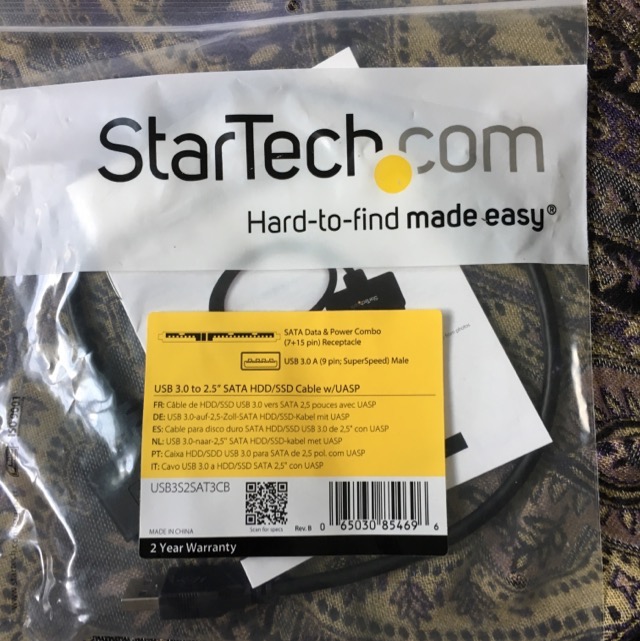 StarTech.com
Hard-to-find made easy®
SATA Data & Power Combo
(7+15 pin) Receptacle
USB 3.0 A (9 pin; SuperSpeed) Male
USB 3.0 to 2.5" SATA HDD/SSD Cable w/UASP
FR: Câble de HDD/SSD USB 3.0 vers SATA 2,5 pouces avec UASP
DE: USB 3.0-auf-2,5-Zoll-SATA HDD/SSD-Kabel mit UASP
ES: Cable para disco duro SATA HDD/SSD USB 3.0 de 2,5" con UASP
NL: USB 3.0-naar-2,5" SATA HDD/SSD-kabel met UASP
PT: Caixa HDD/SDD USB 3.0 para SATA de 2,5 pol. com UASP
IT: Cavo USB 3.0 a HDD/SSD SATA 2,5" con UASP
USB3S2SAT3CB
MADE IN CHINA
Scan for specs
Rev. B
0 65030 85469 6
2 Year Warranty